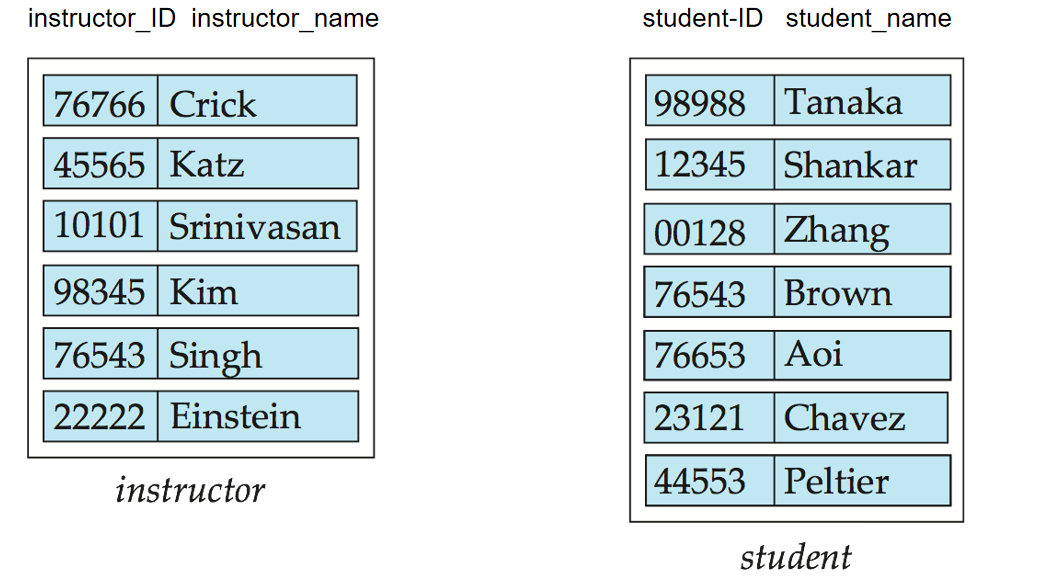 instructor_ID instructor_name
76766 Crick
45565 Katz
10101 Srinivasan
98345 Kim
76543 Singh
22222 Einstein
instructor
student-ID student_name
98988 Tanaka
12345 Shankar
00128 Zhang
76543 Brown
76653 Aoi
23121 Chavez
44553 Peltier
student